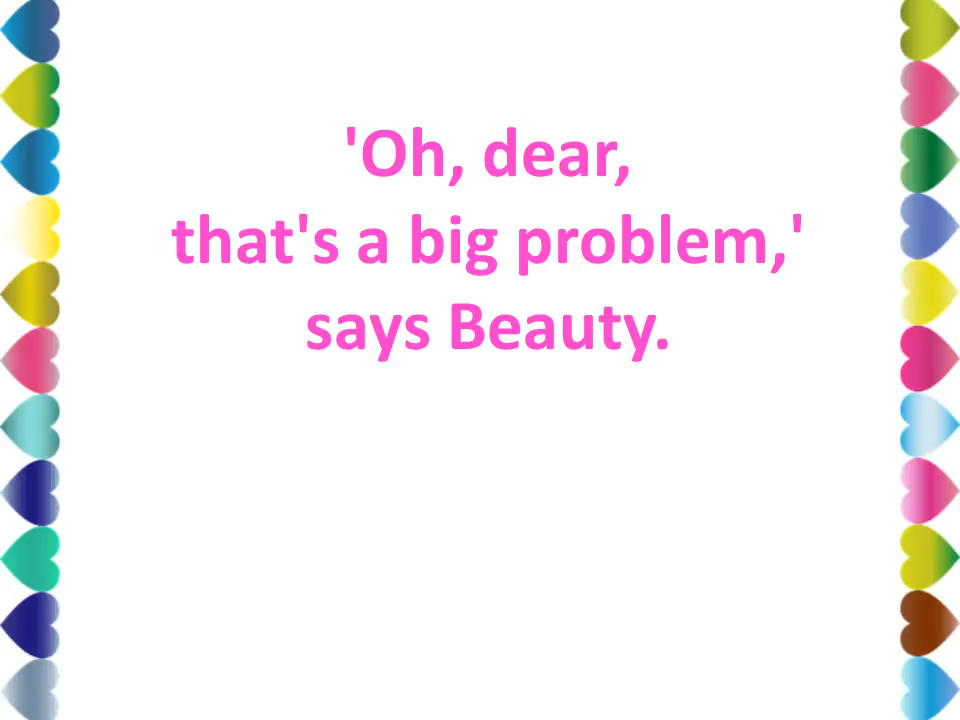 'Oh, dear,
that's a big problem,'
says Beauty.